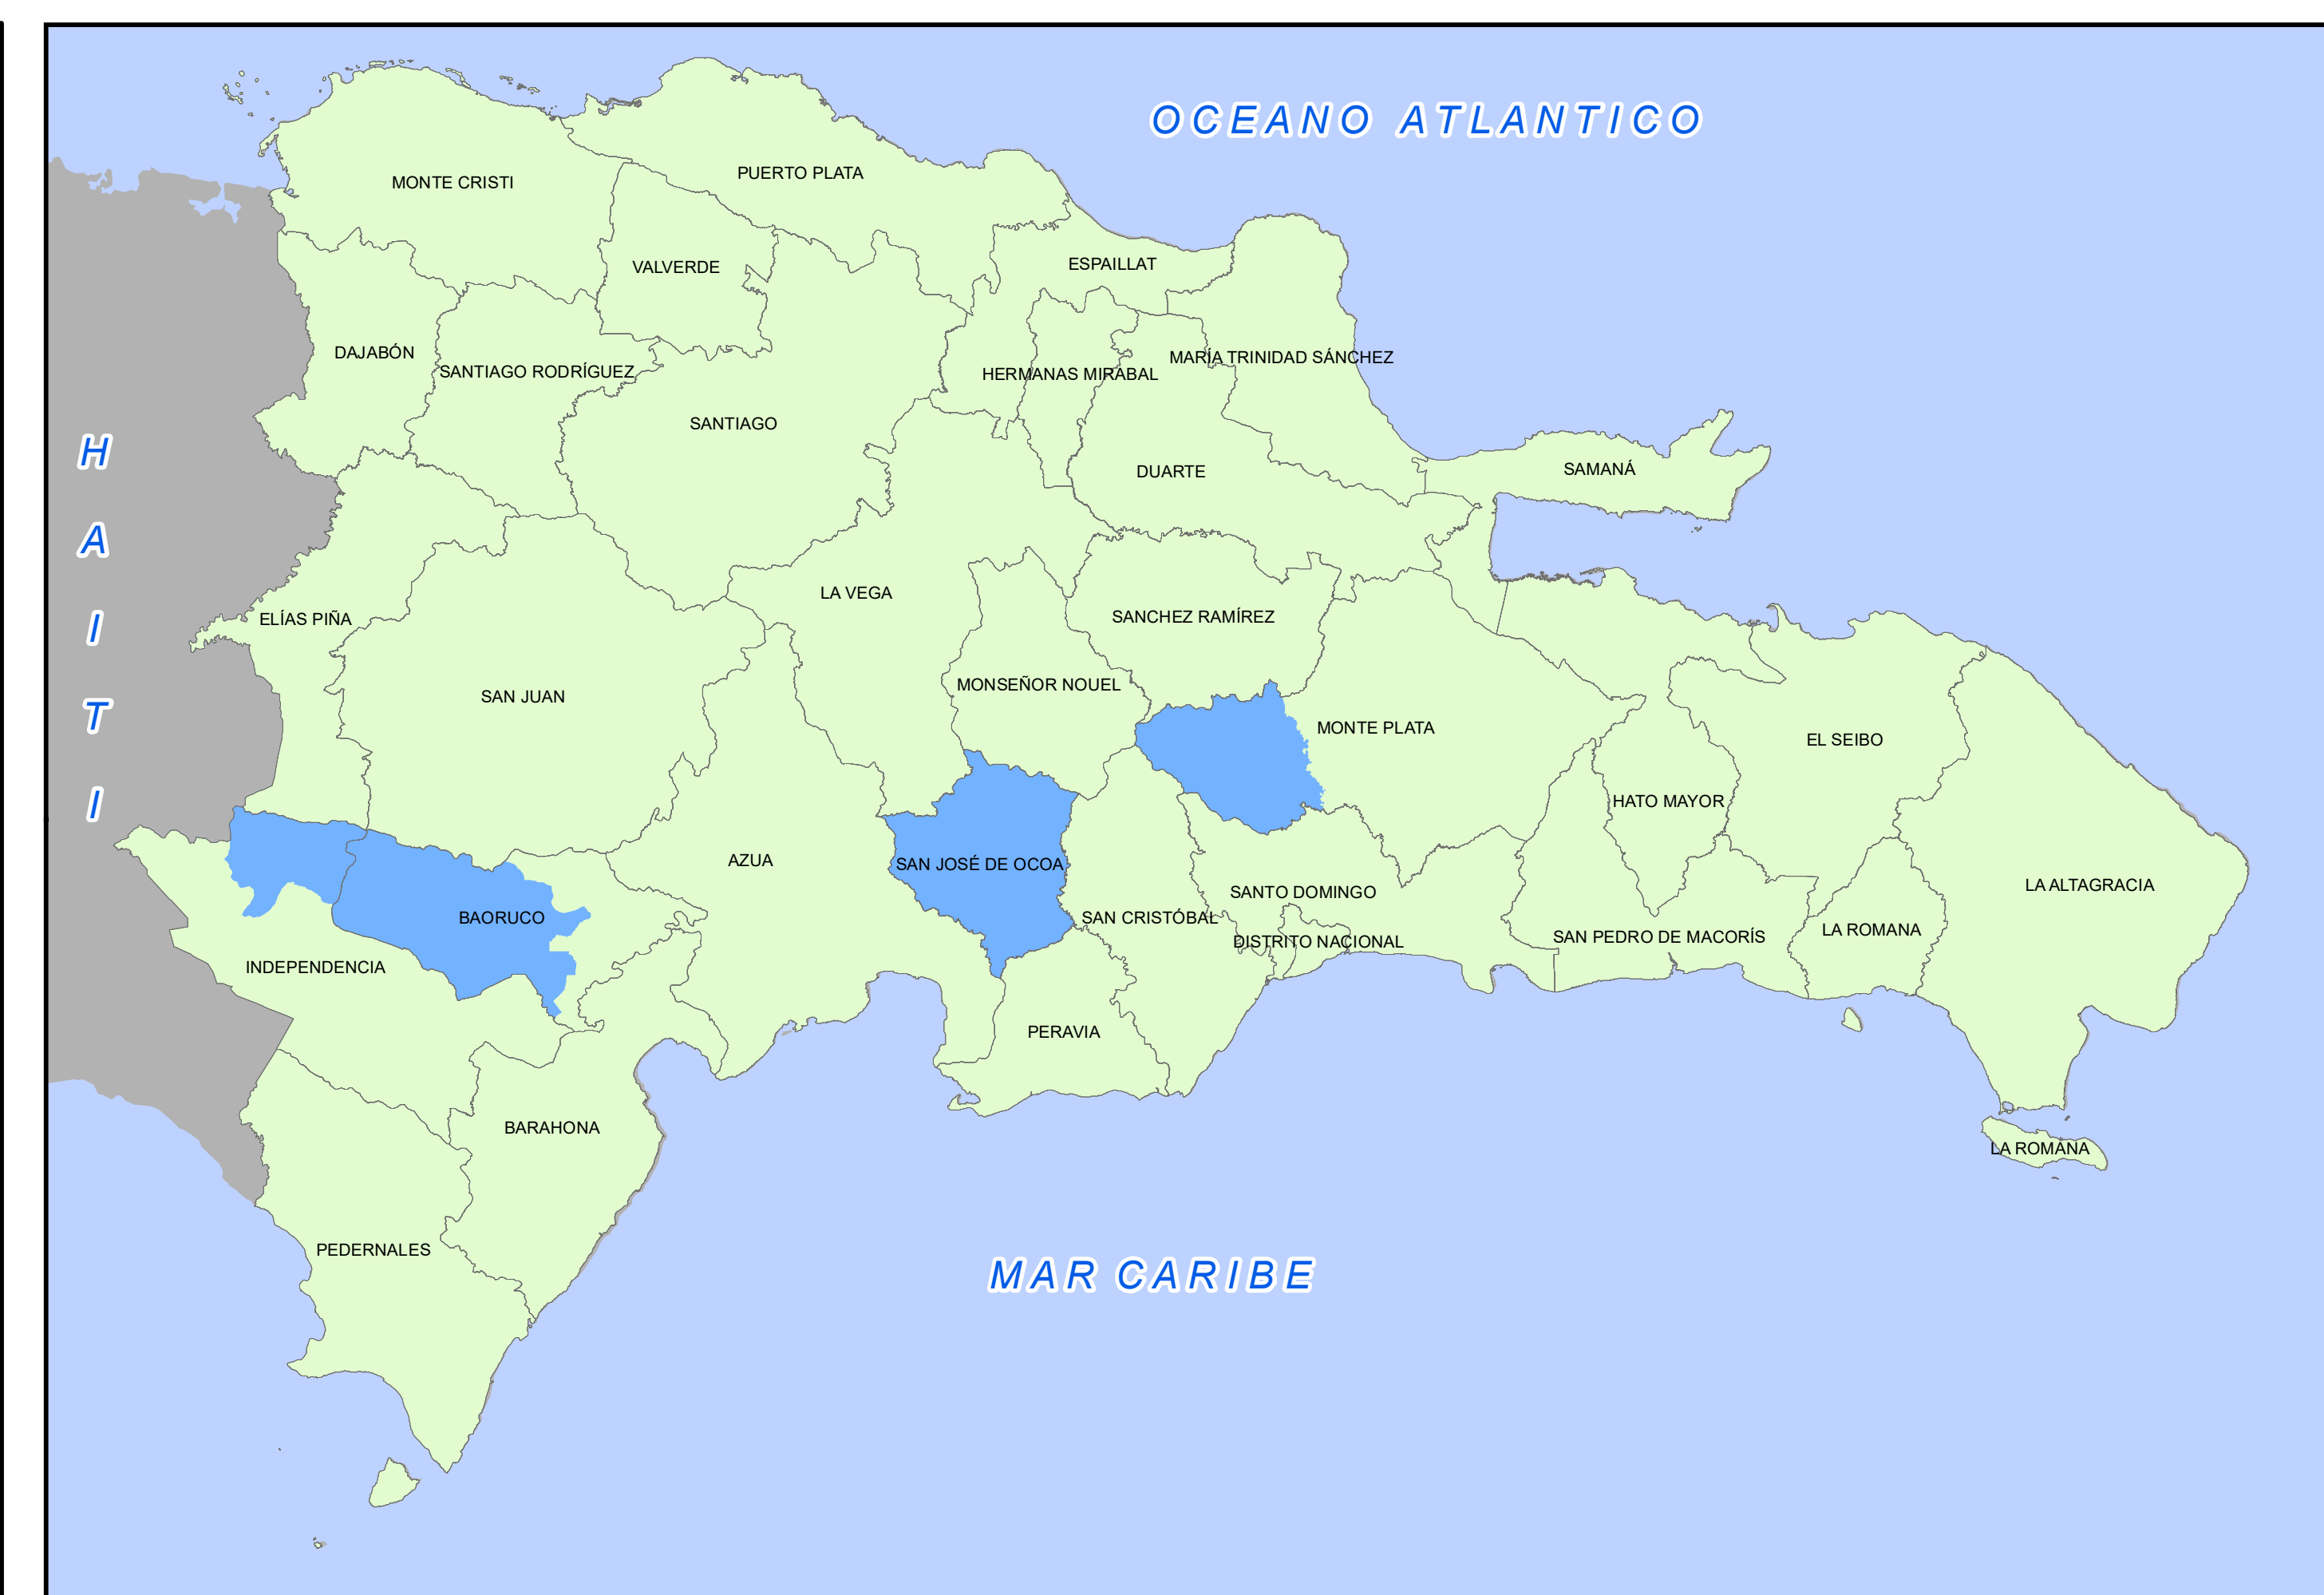 OCEANO ATLANTICO
PUERTO PLATA
MONTE CRISTI
ESPAILLAT
VALVERDE
DAJABÓN
MARÍA TRINIDAD SÁNCHEZ
SANTIAGO RODRÍGUEZ
HERMANAS MIRABAL
SANTIAGO
HAITI
SAMANÁ
DUARTE
LA VEGA
SANCHEZ RAMÍREZ
ELÍAS PIÑA
MONSEÑOR NOUEL
SAN JUAN
MONTE PLATA
EL SEIBO
HATO MAYOR
AZUA
SAN JOSÉ DE OCOA
LA ALTAGRACIA
SANTO DOMINGO
BAORUCO
SAN CRISTÓBAL
LA ROMANA
SAN PEDRO DE MACORÍS
DISTRITO NACIONAL
INDEPENDENCIA
PERAVIA
BARAHONA
LA ROMANA
PEDERNALES
MAR CARIBE